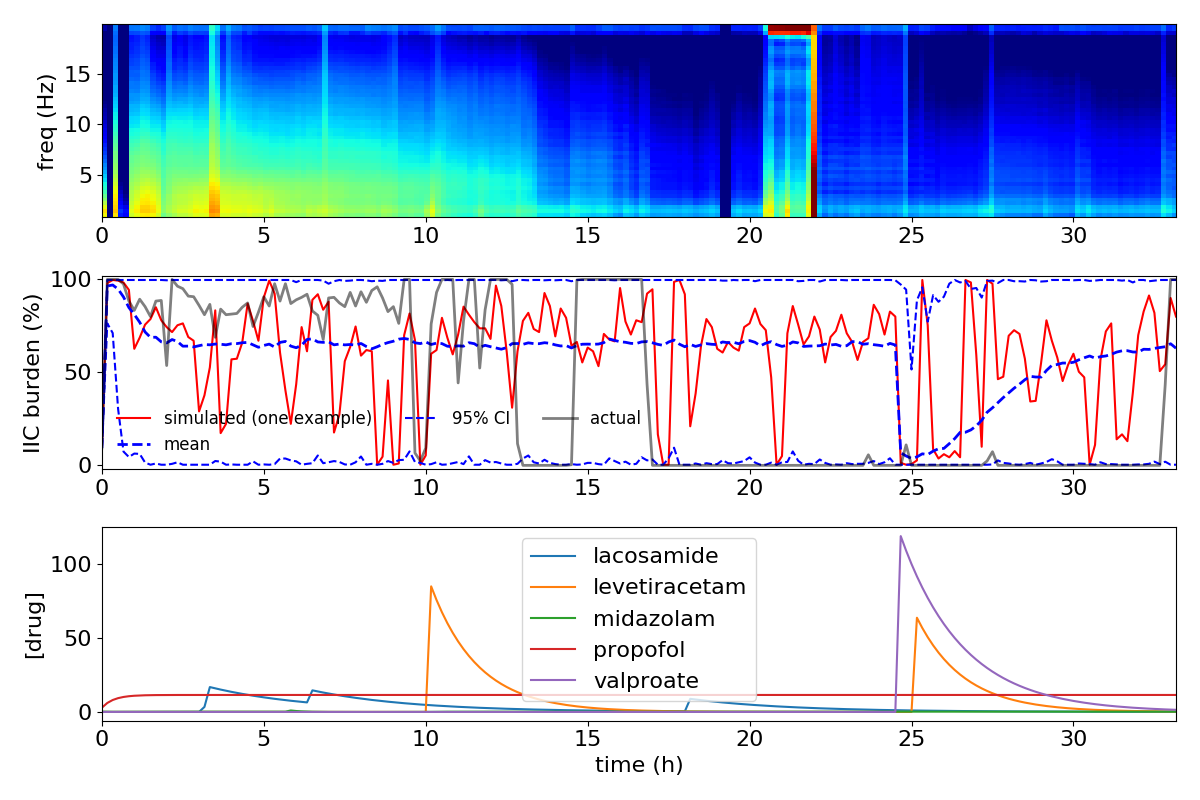 15
10
5
freq (Hz)
0 5 10 15 20 25 30
100
50
0
IIC burden (%)
simulated (one example) 95% CI actual
mean
0 5 10 15 20 25 30
100
50
0
[drug]
lacosamide
levetiracetam
midazolam
propofol
valproate
0 5 10 15 20 25 30
time (h)